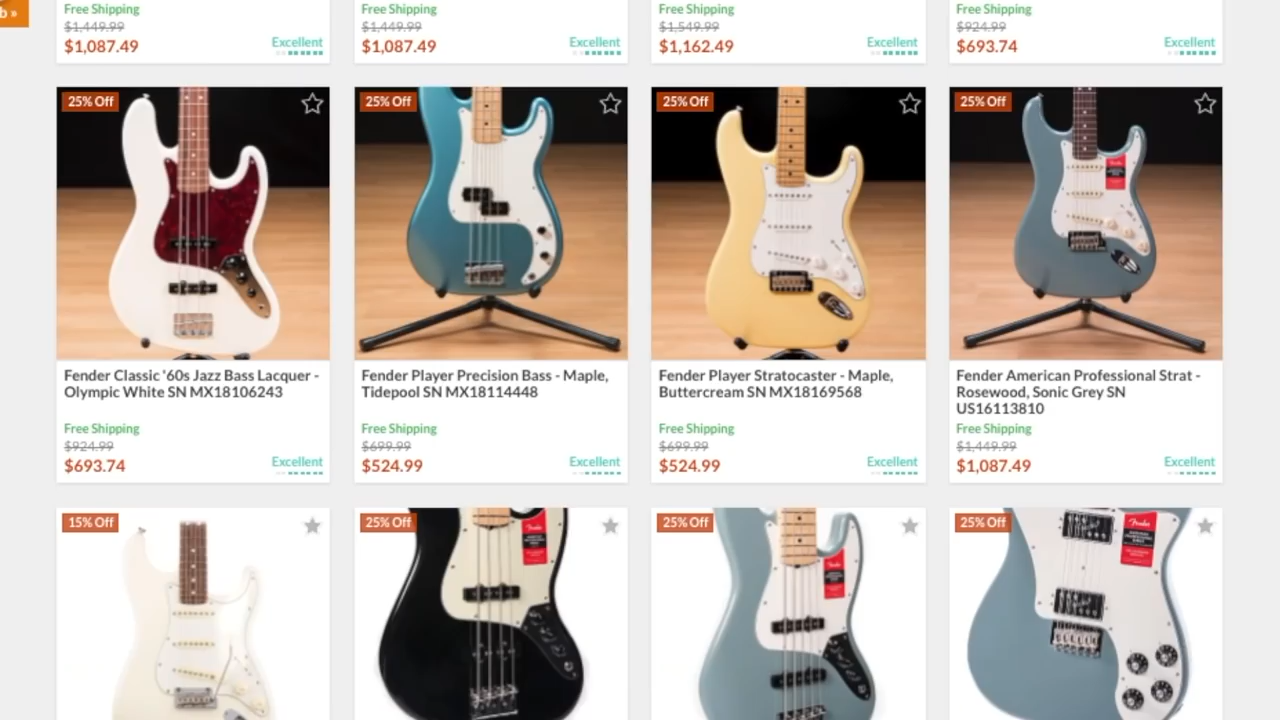 b »
Free Shipping
Free Shipping
Free Shipping
Free Shipping
$1,449.99
$1,449.99
$1,549.99
$924.99
$1,087.49
Excellent
$1,087.49
Excellent
$1,162.49
Excellent
$693.74
Excellent
25% Off
25% Off
25% Off
25% Off
Fender Classic '60s Jazz Bass Lacquer -
Olympic White SN MX18106243
Free Shipping
$924.99
$693.74
Excellent
Fender Player Precision Bass - Maple,
Tidepool SN MX18114448
Free Shipping
$699.99
$524.99
Excellent
Fender Player Stratocaster - Maple,
Buttercream SN MX18169568
Free Shipping
$699.99
$524.99
Excellent
Fender American Professional Strat -
Rosewood, Sonic Grey SN
US16113810
Free Shipping
$1,449.99
$1,087.49
Excellent
15% Off
25% Off
Fender
25% Off
25% Off
Fender